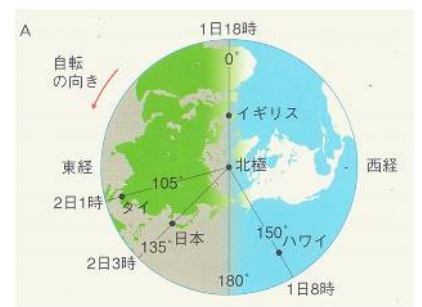 A
1日18時
自転
の向き
0°
イギリス
東経
北極
西経
105°
2日1時
タイ
日本
135°
150°
ハワイ
2日3時
180°
1日8時